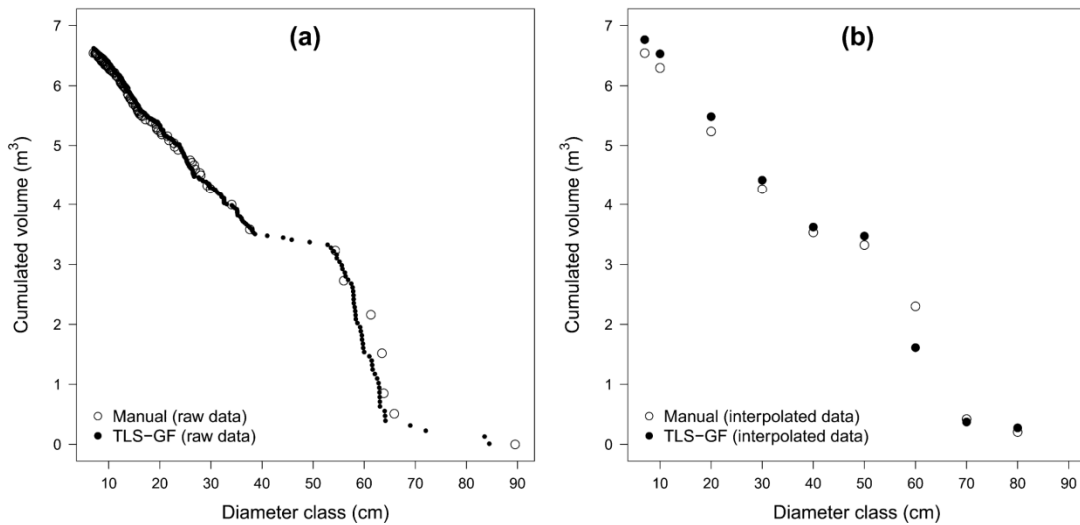 (a)
Cumulated volume (m³)
7
6
5
4
3
2
1
0
Manual (raw data)
TLS−GF (raw data)
10 20 30 40 50 60 70 80 90
Diameter class (cm)
(b)
Cumulated volume (m³)
7
6
5
4
3
2
1
0
Manual (interpolated data)
TLS−GF (interpolated data)
10 20 30 40 50 60 70 80 90
Diameter class (cm)